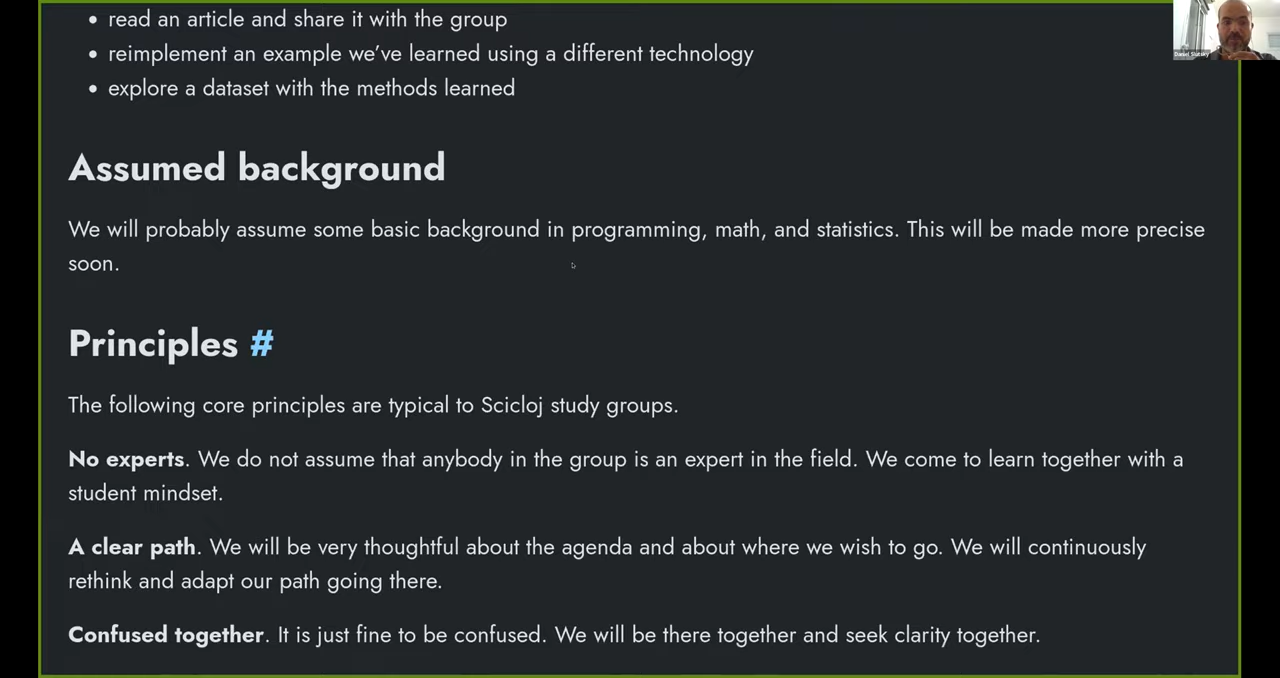 read an article and share it with the group
reimplement an example we've learned using a different technology
explore a dataset with the methods learned
Assumed background
We will probably assume some basic background in programming, math, and statistics. This will be made more precise
soon.
Principles #
The following core principles are typical to Scicloj study groups.
No experts. We do not assume that anybody in the group is an expert in the field. We come to learn together with a
student mindset.
A clear path. We will be very thoughtful about the agenda and about where we wish to go. We will continuously
rethink and adapt our path going there.
Confused together. It is just fine to be confused. We will be there together and seek clarity together.
Daniel Slutsky